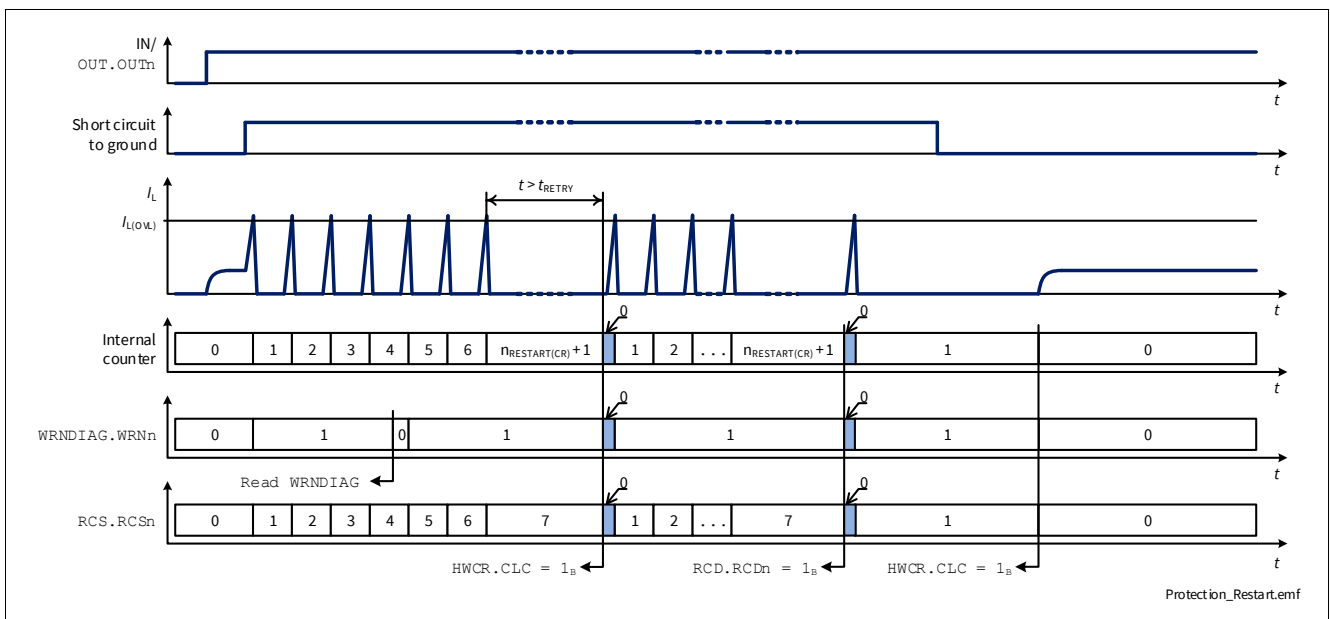 IN/
OUT.OUTn
t
Short circuit
to ground
t
t > tRETRY
IL
IL(OVL)
t
0 0
Internal
counter
0 1 2 3 4 5 6 nRESTART(CR)+1 1 2 ... nRESTART(CR)+1 1 0
t
0 0
WRNDIAG.WRNn 0 1 0 1 1 1 0
t
Read WRNDIAG
0 0
RCS.RCSn 0 1 2 3 4 5 6 7 1 2 ... 7 1 0
t
HWCR.CLC = 1B RCD.RCDn = 1B HWCR.CLC = 1B
Protection_Restart.emf